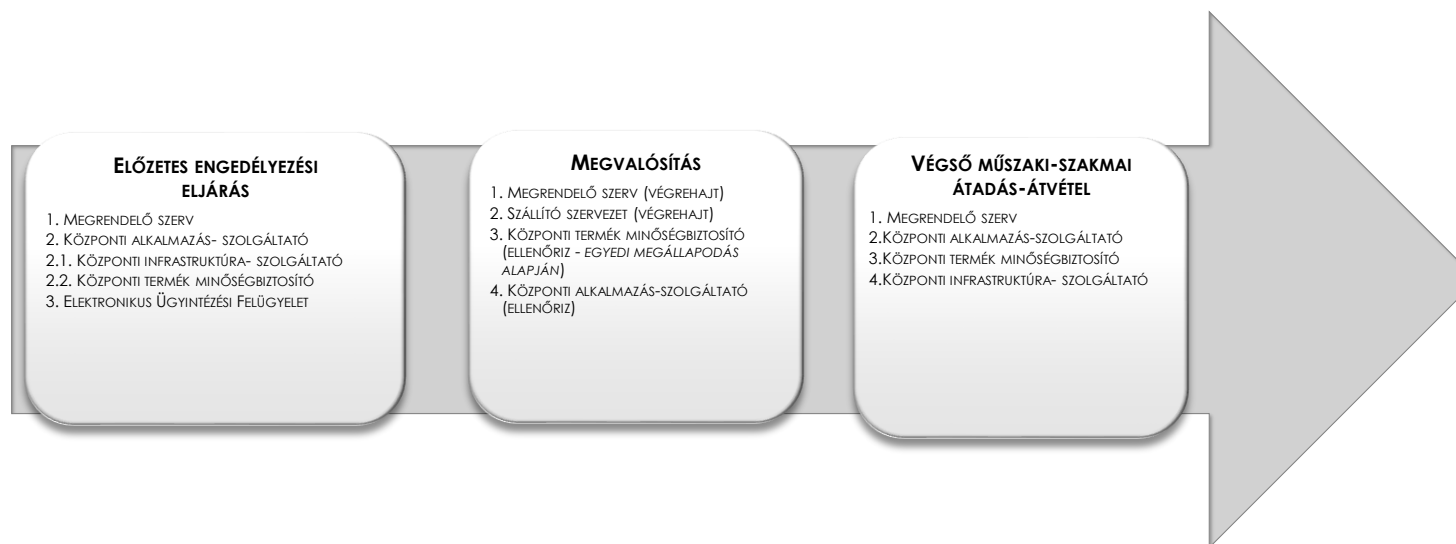 Előzetes engedélyezési
eljárás
1. Megrendelő szerv
2. Központi alkalmazás- szolgáltató
2.1. Központi infrastruktúra- szolgáltató
2.2. Központi termék minőségbiztosító
3. Elektronikus Ügyintézési Felügyelet
Megvalósítás
1. Megrendelő szerv (végrehajt)
2. Szállító szervezet (végrehajt)
3. Központi termék minőségbiztosító
(ellenőriz - egyedi megállapodás
alapján)
4. Központi alkalmazás-szolgáltató
(ellenőriz)
Végső műszaki-szakmai
átadás-átvétel
1. Megrendelő szerv
2.Központi alkalmazás-szolgáltató
3.Központi termék minőségbiztosító
4.Központi infrastruktúra- szolgáltató